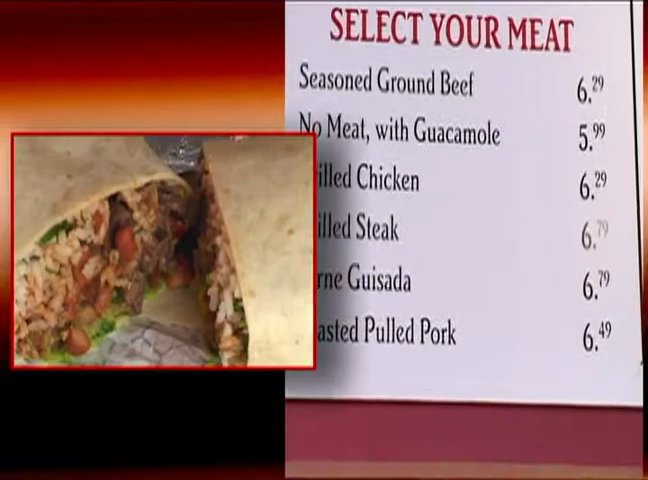 SELECT YOUR MEAT
Seasoned Ground Beef 6.29
No Meat, with Guacamole 5.99
illed Chicken 6.29
illed Steak 6.79
rne Guisada 6.79
asted Pulled Pork 6.49